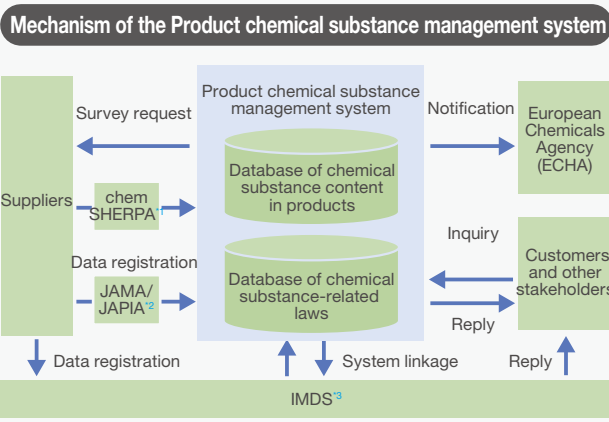 Mechanism of the Product chemical substance management system
Product chemical substance
management system
Survey request
Notification
Suppliers
chem
SHERPA*1
Database of chemical
substance content
in products
European
Chemicals
Agency
(ECHA)
Data registration
JAMA/
JAPIA*2
Database of chemical
substance-related
laws
Inquiry
Reply
Customers
and other
stakeholders
Data registration
System linkage
Reply
IMDS*3